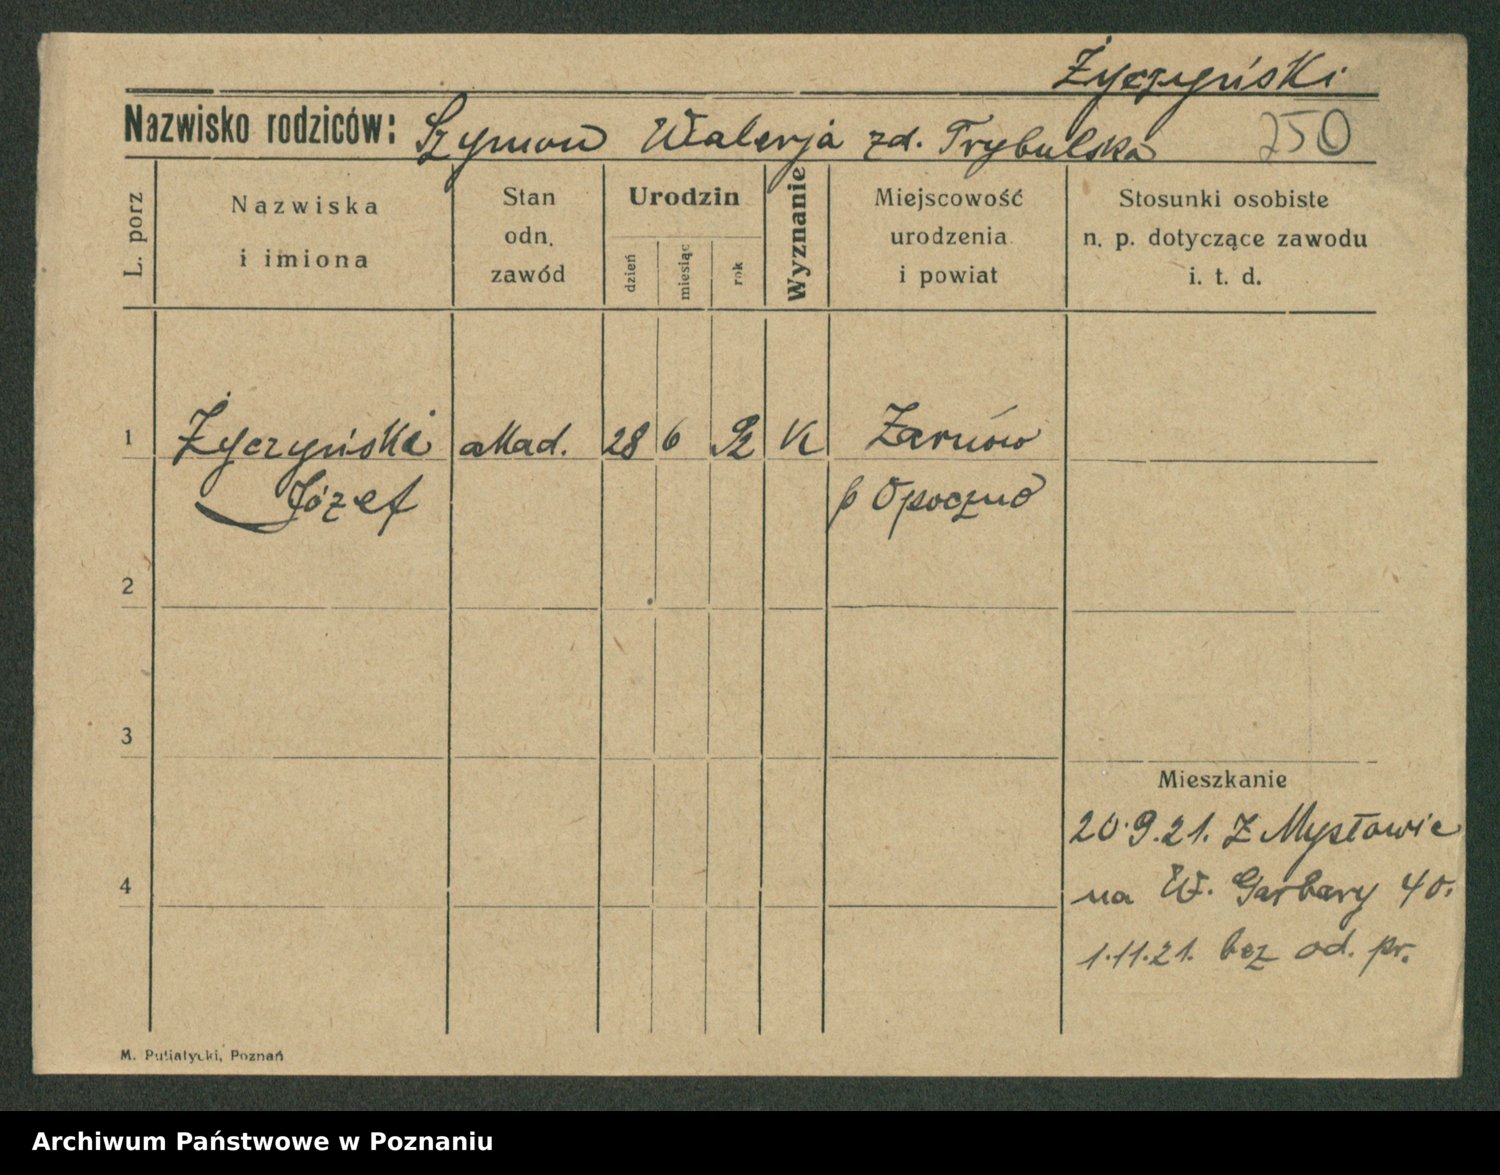 Życzyński
Nazwisko rodziców: Szymon Walerja zd. Trybulska 250
L. porz
Nazwiska
i imiona
Stan
odn.
zawód
Urodzin
dzień
miesiąc
rok
Wyznanie
Miejscowość
urodzenia
i powiat
Stosunki osobiste
n. p. dotyczące zawodu
i. t. d.
1 Życzyński akad. 28 6 92 K Żarnów
Józef p Opoczno
2
3
Mieszkanie
20.9.21. Z Mysłowic
4 na W. Garbary 40.
1.11.21. bez od. pr.
M. Putiatycki, Poznań
Archiwum Państwowe w Poznaniu